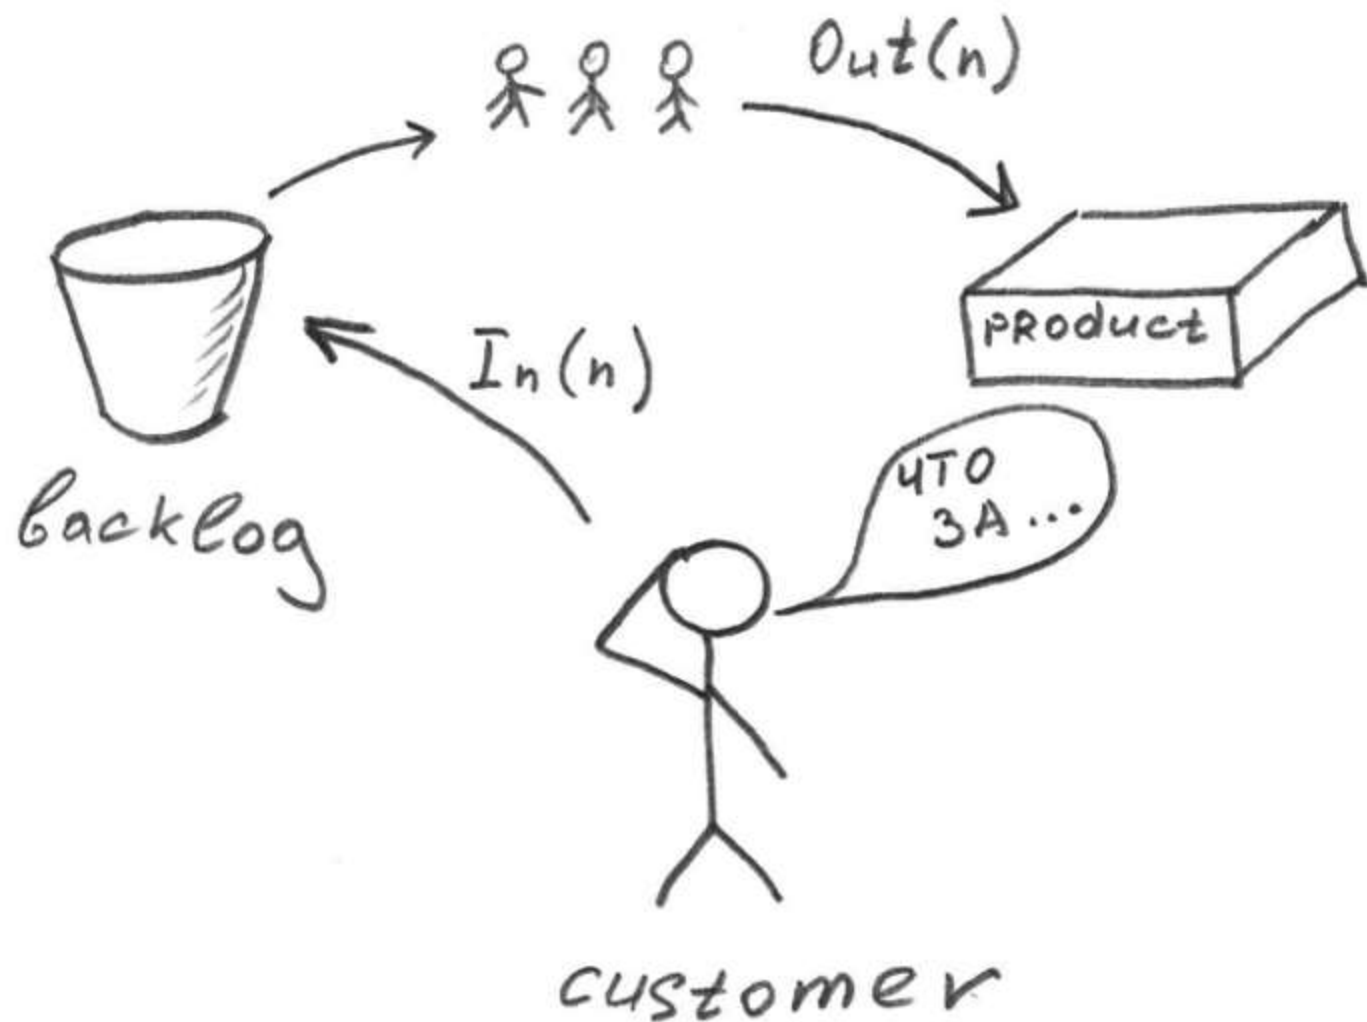 Out(n)
PRoduct
In(n)
ЧТО
ЗА...
backlog
customer